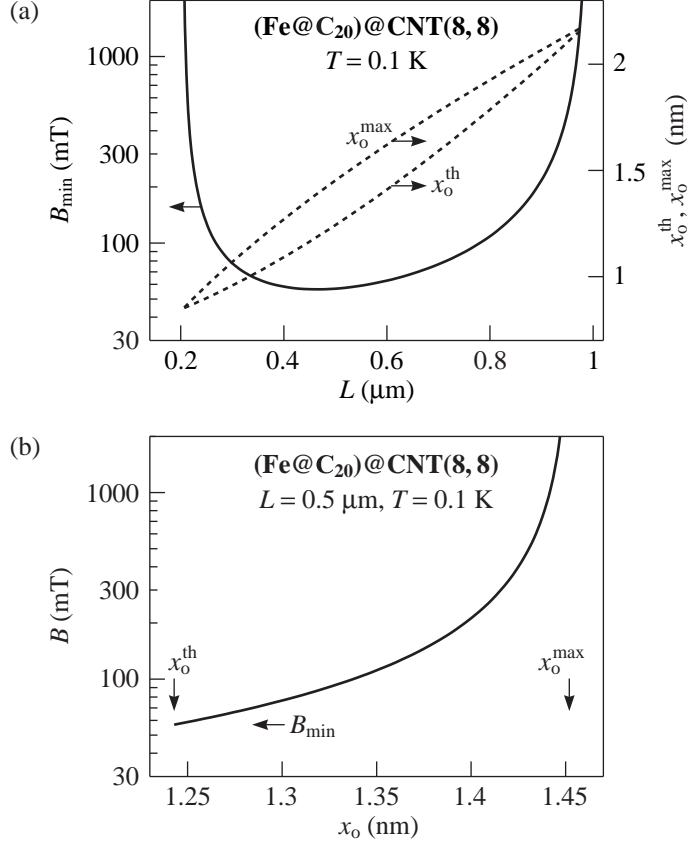 (a)
(Fe@C₂₀)@CNT(8, 8)
T = 0.1 K
1000
300
100
30
B_min (mT)
x_o^max
x_o^th
2
1.5
1
x_o^th, x_o^max (nm)
0.2 0.4 0.6 0.8 1
L (μm)
(b)
(Fe@C₂₀)@CNT(8, 8)
L = 0.5 μm, T = 0.1 K
1000
300
100
30
B (mT)
x_o^th
x_o^max
B_min
1.25 1.3 1.35 1.4 1.45
x_o (nm)